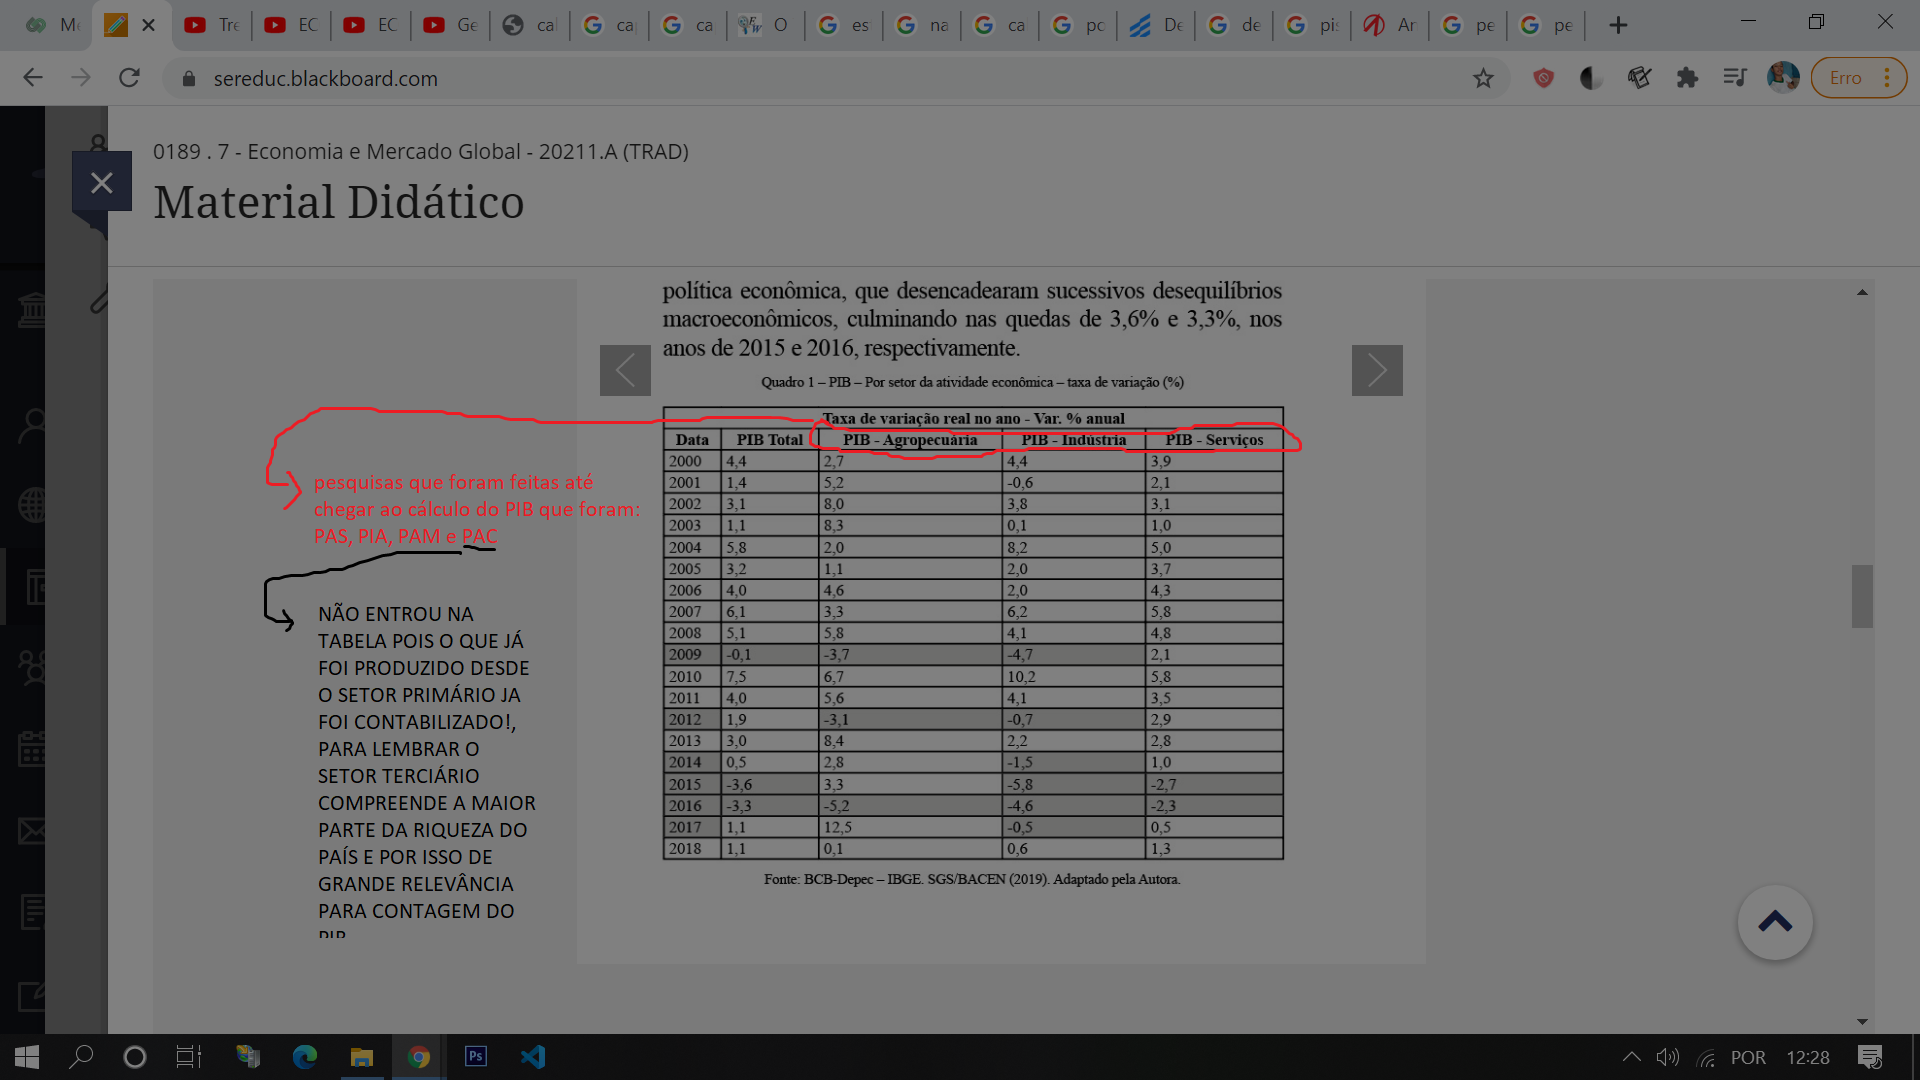 Me
Tre
EC
EC
Ge
cal
ca
ca
O
es
na
ca
pc
De
de
pis
Ar
pe
pe
sereduc.blackboard.com
Erro
0189 . 7 - Economia e Mercado Global - 20211.A (TRAD)
Material Didático
política econômica, que desencadearam sucessivos desequilíbrios
macroeconômicos, culminando nas quedas de 3,6% e 3,3%, nos
anos de 2015 e 2016, respectivamente.
Quadro 1 – PIB – Por setor da atividade econômica – taxa de variação (%)
Taxa de variação real no ano - Var. % anual
Data PIB Total PIB - Agropecuária PIB - Indústria PIB - Serviços
2000 4,4 2,7 4,4 3,9
2001 1,4 5,2 -0,6 2,1
2002 3,1 8,0 3,8 3,1
2003 1,1 8,3 0,1 1,0
2004 5,8 2,0 8,2 5,0
2005 3,2 1,1 2,0 3,7
2006 4,0 4,6 2,0 4,3
2007 6,1 3,3 6,2 5,8
2008 5,1 5,8 4,1 4,8
2009 -0,1 -3,7 -4,7 2,1
2010 7,5 6,7 10,2 5,8
2011 4,0 5,6 4,1 3,5
2012 1,9 -3,1 -0,7 2,9
2013 3,0 8,4 2,2 2,8
2014 0,5 2,8 -1,5 1,0
2015 -3,6 3,3 -5,8 -2,7
2016 -3,3 -5,2 -4,6 -2,3
2017 1,1 12,5 -0,5 0,5
2018 1,1 0,1 0,6 1,3
Fonte: BCB-Depec – IBGE. SGS/BACEN (2019). Adaptado pela Autora.
pesquisas que foram feitas até
chegar ao cálculo do PIB que foram:
PAS, PIA, PAM e PAC
NÃO ENTROU NA
TABELA POIS O QUE JÁ
FOI PRODUZIDO DESDE
O SETOR PRIMÁRIO JA
FOI CONTABILIZADO!,
PARA LEMBRAR O
SETOR TERCIÁRIO
COMPREENDE A MAIOR
PARTE DA RIQUEZA DO
PAÍS E POR ISSO DE
GRANDE RELEVÂNCIA
PARA CONTAGEM DO
PIB
Ps
POR
12:28